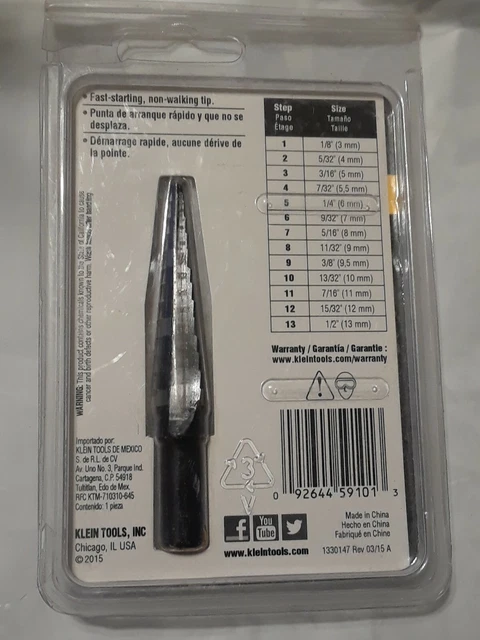 • Fast-starting, non-walking tip.
• Punta de arranque rápido y que no se
desplaza.
• Démarrage rapide, aucune dérive de
la pointe.
Step Size
Paso Tamaño
Étage Taille
1 1/8" (3 mm)
2 5/32" (4 mm)
3 3/16" (5 mm)
4 7/32" (5,5 mm)
5 1/4" (6 mm)
6 9/32" (7 mm)
7 5/16" (8 mm)
8 11/32" (9 mm)
9 3/8" (9,5 mm)
10 13/32" (10 mm)
11 7/16" (11 mm)
12 15/32" (12 mm)
13 1/2" (13 mm)
Warranty / Garantía / Garantie :
www.kleintools.com/warranty
WARNING: This product contains chemicals known to the State of California to cause
cancer and birth defects or other reproductive harm. Wash hands after handling
Importado por:
KLEIN TOOLS DE MEXICO
S. de R.L. de CV
Av. Uno No. 3, Parque Ind.
Cartagena, C.P. 54918
Tultitlan, Edo de Mex.
RFC KTM-710310-645
Contenido: 1 pieza
KLEIN TOOLS, INC
Chicago, IL USA
©2015
3
V
0 92644 59101 3
f You
Tube
www.kleintools.com
Made in China
Hecho en China
Fabriqué en Chine
1330147 Rev 03/15 A